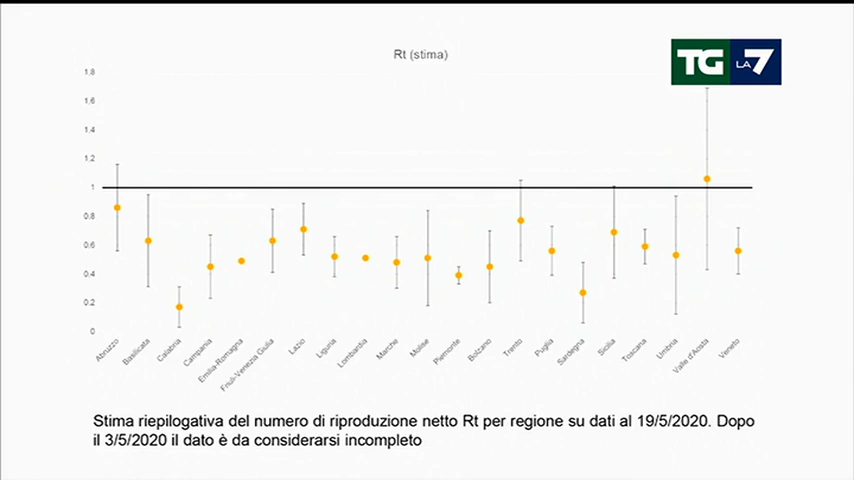 Rt (stima)
TG LA 7
1.8
1.6
1.4
1.2
1
0.8
0.6
0.4
0.2
0
Abruzzo
Basilicata
Calabria
Campania
Emilia-Romagna
Friuli-Venezia Giulia
Lazio
Liguria
Lombardia
Marche
Molise
Piemonte
Bolzano
Trento
Puglia
Sardegna
Sicilia
Toscana
Umbria
Valle d'Aosta
Veneto
Stima riepilogativa del numero di riproduzione netto Rt per regione su dati al 19/5/2020. Dopo
il 3/5/2020 il dato è da considerarsi incompleto